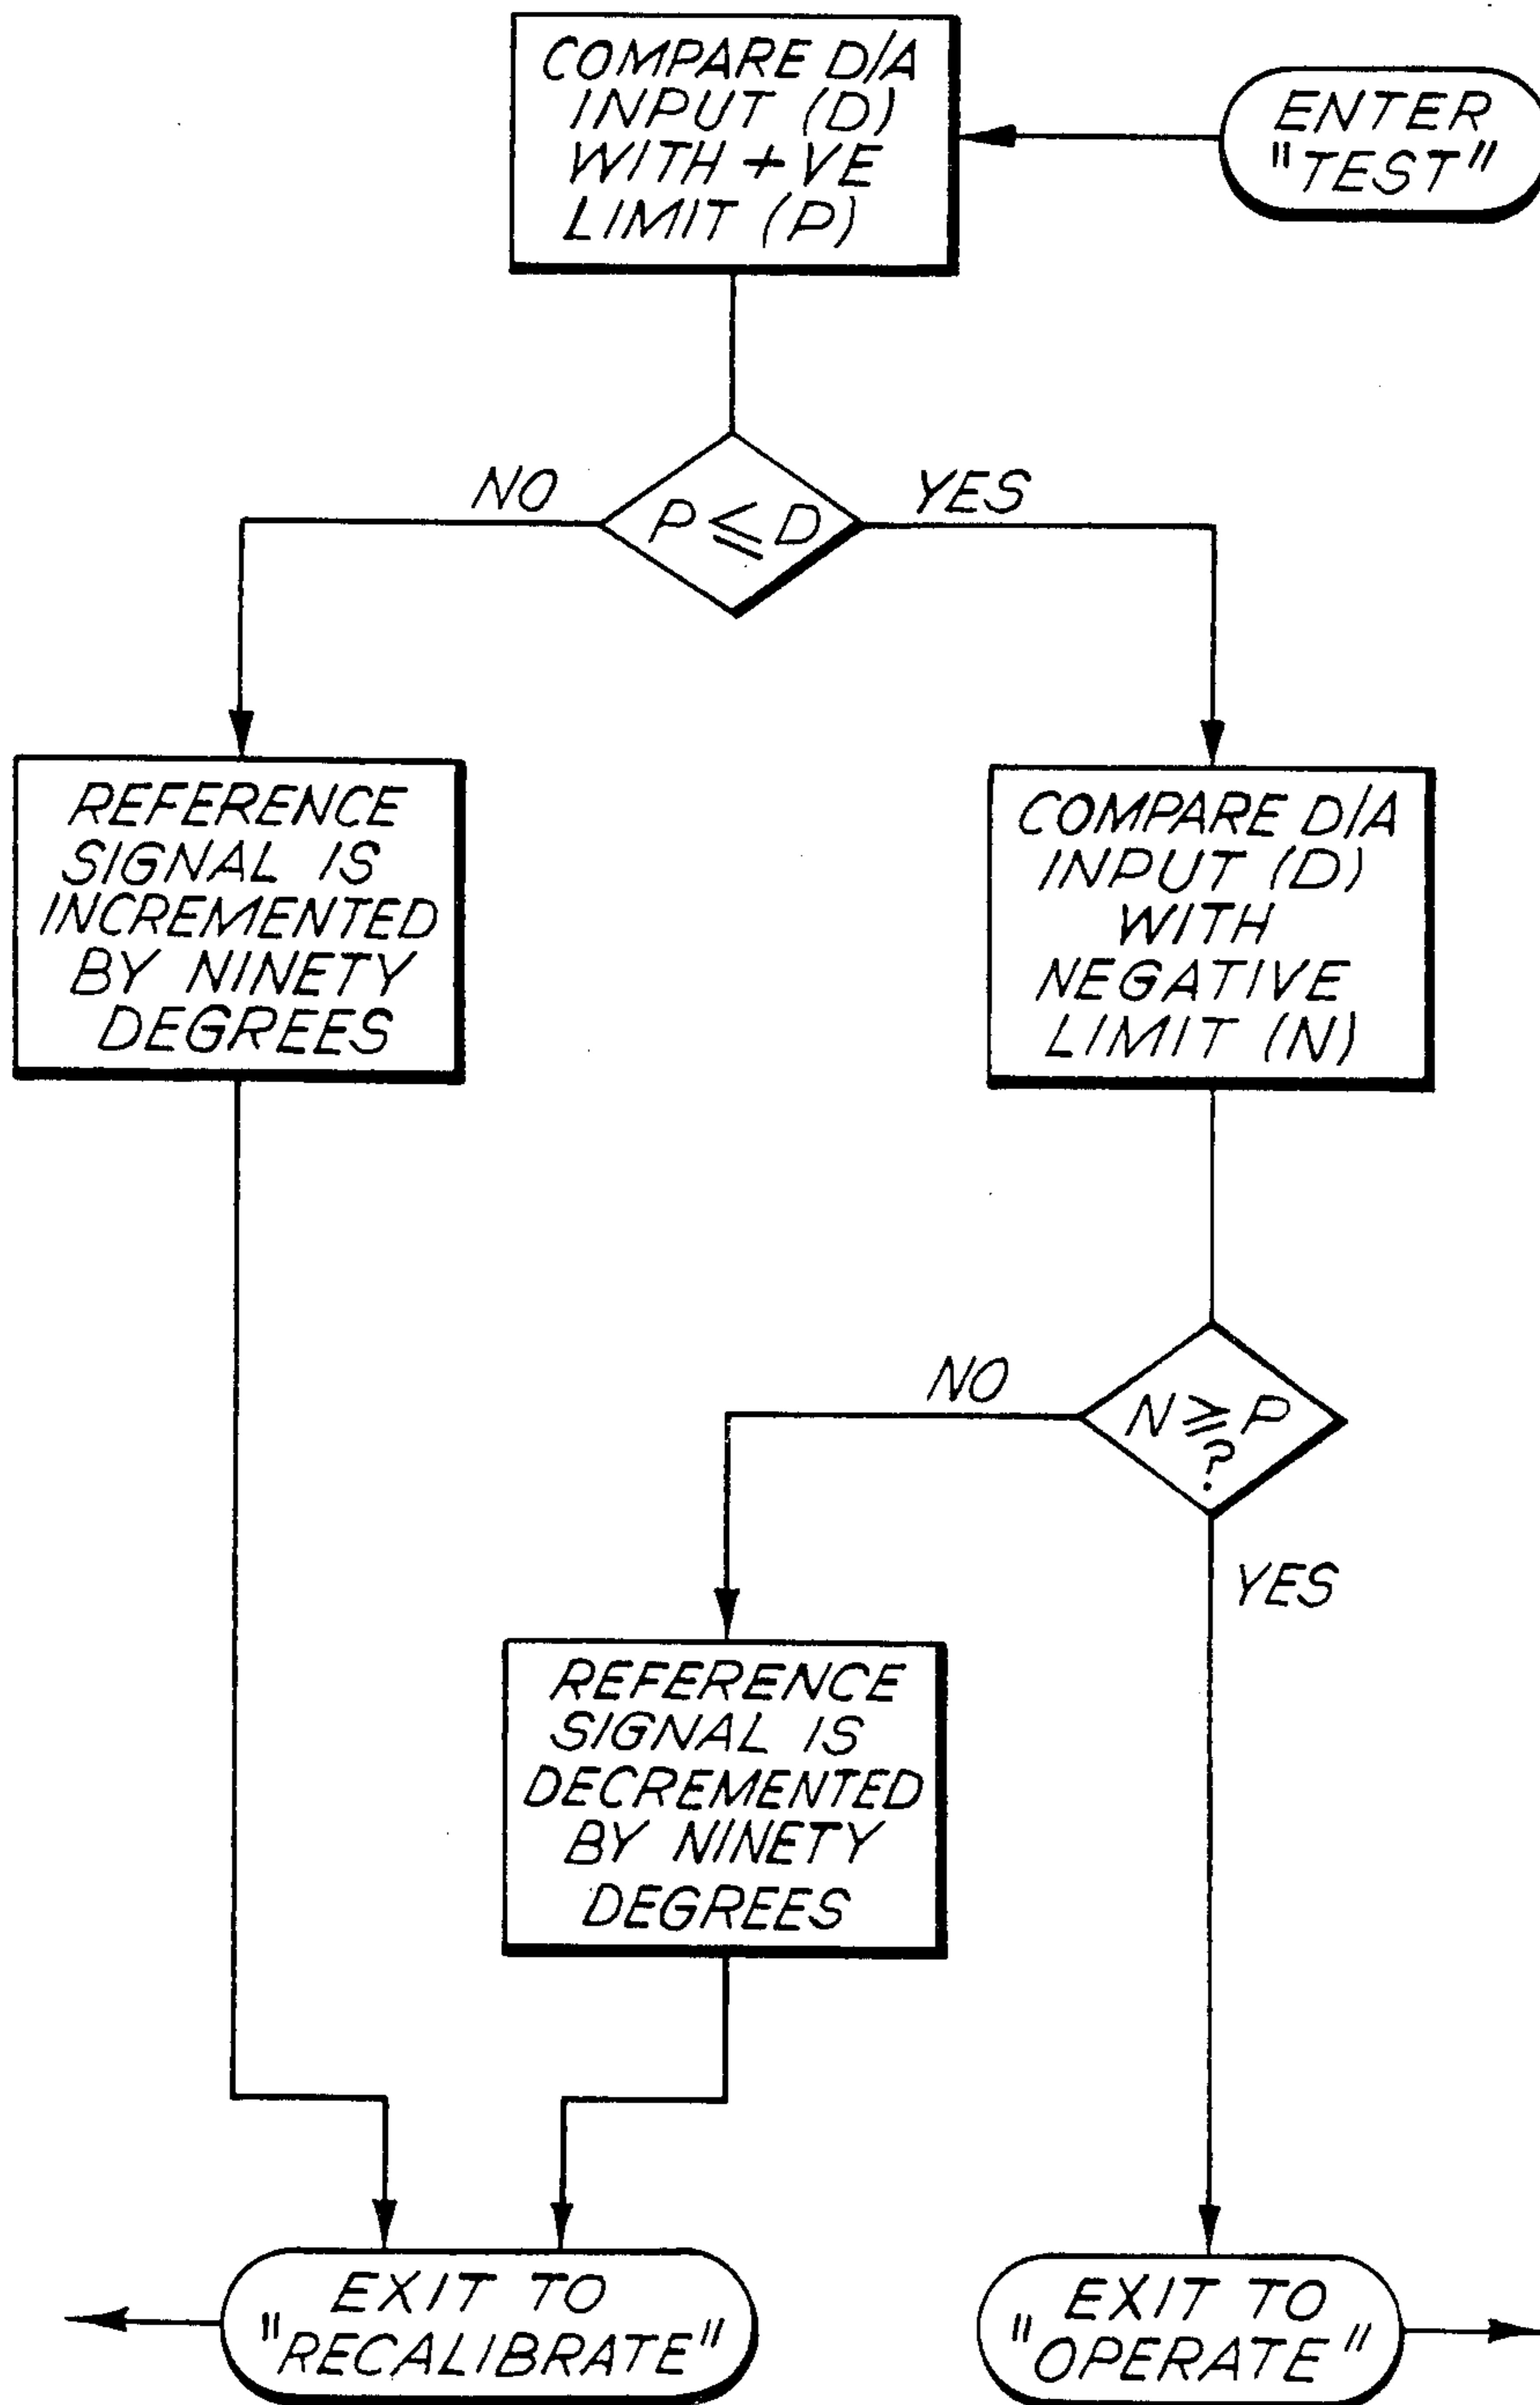 COMPARE D/A
INPUT (D)
WITH +VE
LIMIT (P)
ENTER
"TEST"
NO
P ≤ D
YES
REFERENCE
SIGNAL IS
INCREMENTED
BY NINETY
DEGREES
COMPARE D/A
INPUT (D)
WITH
NEGATIVE
LIMIT (N)
NO
N ≥ P
?
YES
REFERENCE
SIGNAL IS
DECREMENTED
BY NINETY
DEGREES
EXIT TO
"RECALIBRATE"
EXIT TO
"OPERATE"